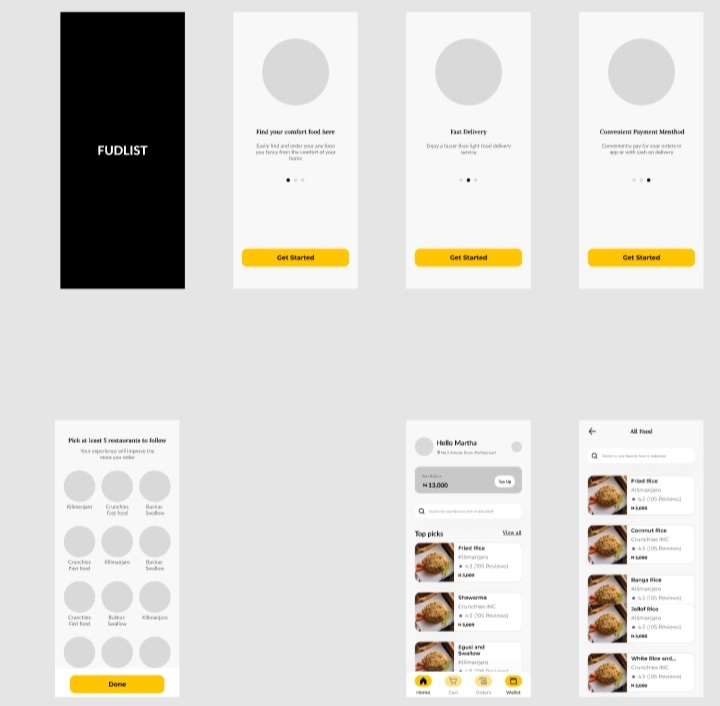 FUDLIST
Find your comfort food here
Easily find and order your any food
you fancy from the comfort of your
home
Get Started
Fast Delivery
Enjoy a faster than light food delivery
service.
Get Started
Convenient Payment Menthod
Conveniently pay for your orders in
app or with cash on delivery
Get Started
Pick at least 5 restaurants to follow
Your experience will improve the
more you order
Kilimanjaro
Crunchies
Fast food
Bukkas
Swallow
Crunchies
Fast food
Kilimanjaro
Bukkas
Swallow
Crunchies
Fast food
Bukkas
Swallow
Kilimanjaro
Done
Hello Martha
₦ 13,000
Top Up
Top picks
View all
Fried Rice
Kilimanjaro
★ 4.5 (105 Reviews)
₦ 3,000
Shawarma
Crunchies INC
★ 4.5 (105 Reviews)
₦ 3,000
Egusi and
Swallow
Kilimanjaro
★ 4.5 (105 Reviews)
Home
Cart
Orders
Wallet
All Food
Fried Rice
Kilimanjaro
★ 4.5 (105 Reviews)
₦ 3,000
Coconut Rice
Crunchies INC
★ 4.5 (105 Reviews)
₦ 3,000
Banga Rice
Kilimanjaro
★ 4.5 (105 Reviews)
Jollof Rice
Kilimanjaro
★ 4.5 (105 Reviews)
₦ 3,000
White Rice and...
Crunchies INC
★ 4.5 (105 Reviews)
₦ 3,000